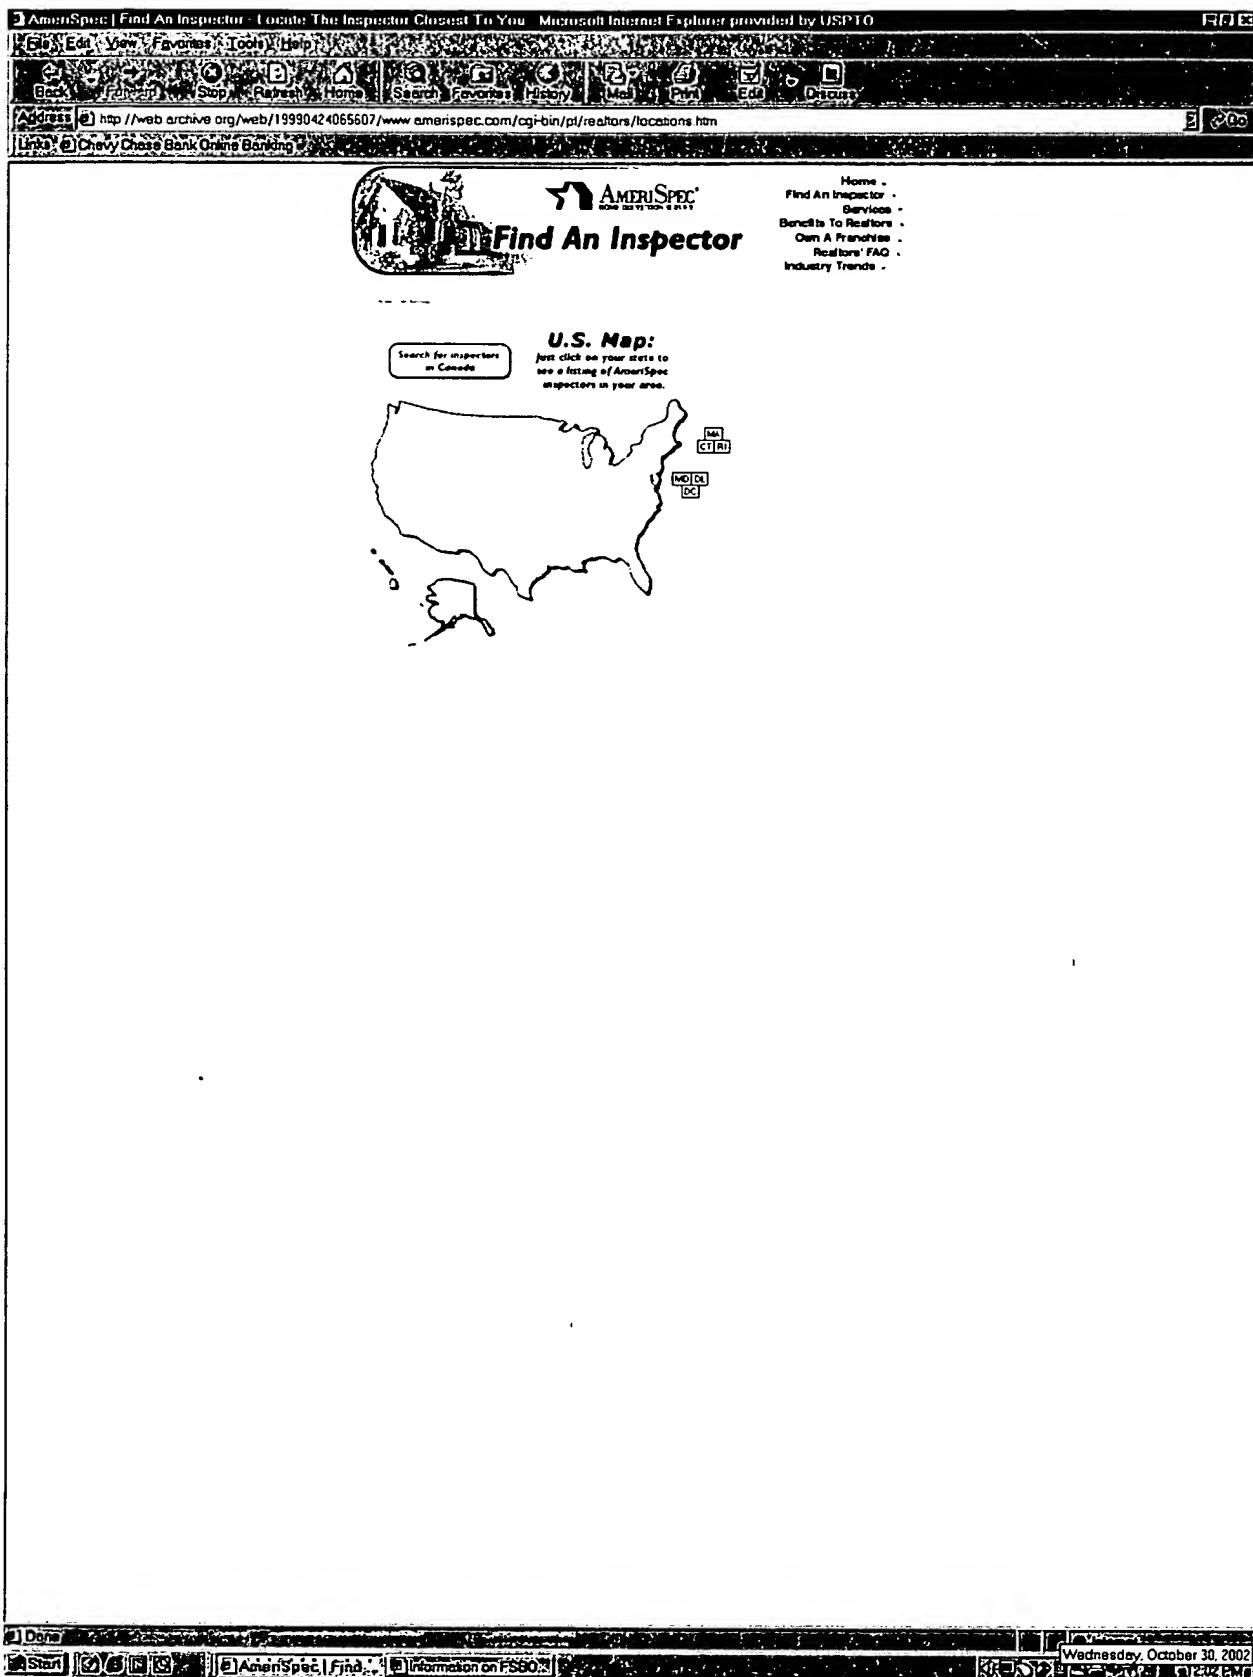 AmeriSpec | Find An Inspector - Locate The Inspector Closest To You Microsoft Internet Explorer provided by USPTO
File Edit View Favorites Tools Help
Back Forward Stop Refresh Home Search Favorites History Mail Print Edit Discuss
Address http //web archive org/web/19990424065607/www amerispec.com/cgi-bin/pl/realtors/locations htm Go
Links Chevy Chase Bank Online Banking
AMERISPEC
Find An Inspector
Home
Find An Inspector
Services
Benefits To Realtors
Own A Franchise
Realtors' FAQ
Industry Trends
Search for inspectors
in Canada
U.S. Map:
Just click on your state to
see a listing of AmeriSpec
inspectors in your area.
MA
CT RI
MD DL
DC
Done
Start AmeriSpec | Find... Information on FSBO...
Wednesday, October 30, 2002